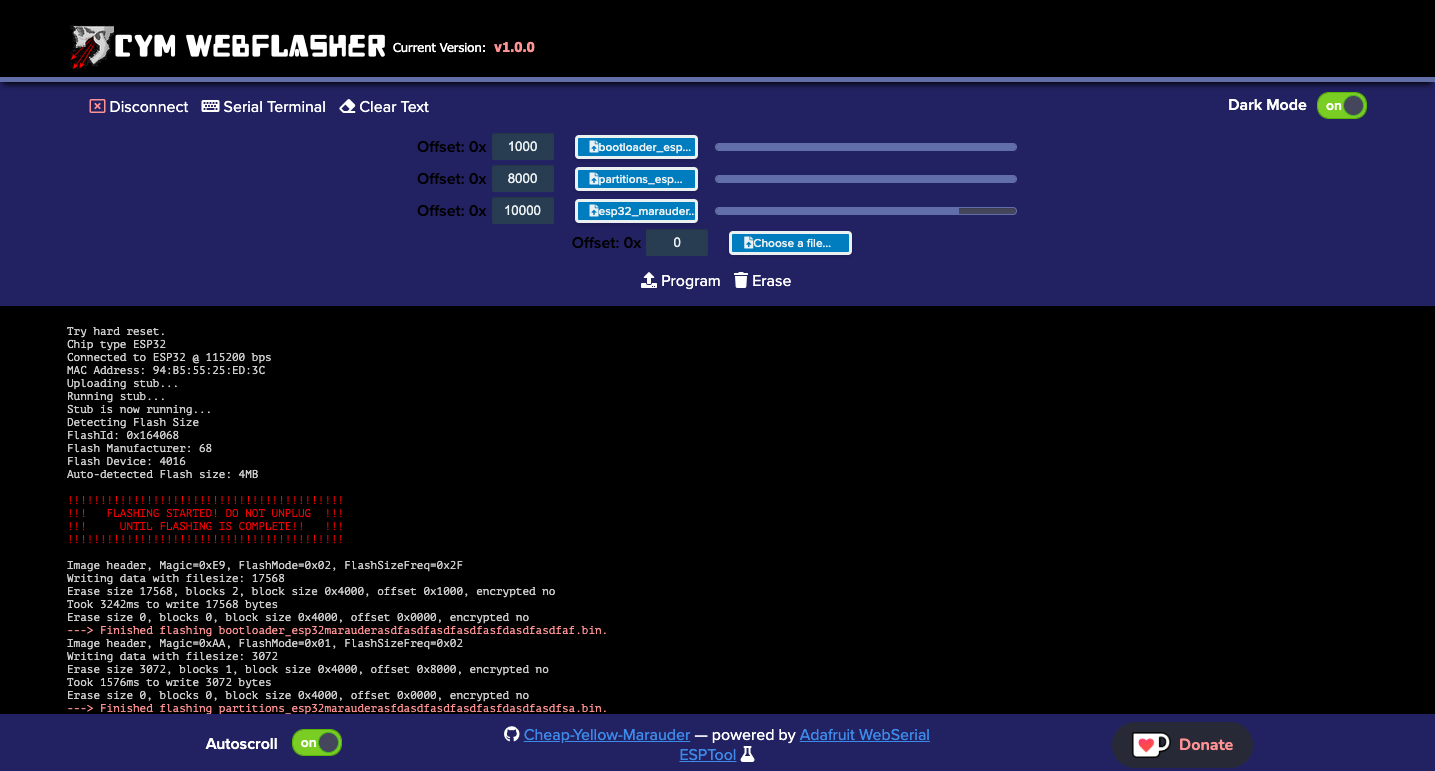 CYM WEBFLASHER Current Version: v1.0.0
Disconnect Serial Terminal Clear Text Dark Mode on
Offset: 0x 1000 bootloader_esp...
Offset: 0x 8000 partitions_esp...
Offset: 0x 10000 esp32_marauder...
Offset: 0x 0 Choose a file...
Program Erase
Try hard reset.
Chip type ESP32
Connected to ESP32 @ 115200 bps
MAC Address: 94:B5:55:25:ED:3C
Uploading stub...
Running stub...
Stub is now running...
Detecting Flash Size
FlashId: 0x164068
Flash Manufacturer: 68
Flash Device: 4016
Auto-detected Flash size: 4MB
!!!!!!!!!!!!!!!!!!!!!!!!!!!!!!!!!!!!!!!!!!
!!!   FLASHING STARTED! DO NOT UNPLUG  !!!
!!!     UNTIL FLASHING IS COMPLETE!!   !!!
!!!!!!!!!!!!!!!!!!!!!!!!!!!!!!!!!!!!!!!!!!
Image header, Magic=0xE9, FlashMode=0x02, FlashSizeFreq=0x2F
Writing data with filesize: 17568
Erase size 17568, blocks 2, block size 0x4000, offset 0x1000, encrypted no
Took 3242ms to write 17568 bytes
Erase size 0, blocks 0, block size 0x4000, offset 0x0000, encrypted no
---> Finished flashing bootloader_esp32marauderasdfasdfasdfasdfasfdasdfasdfaf.bin.
Image header, Magic=0xAA, FlashMode=0x01, FlashSizeFreq=0x02
Writing data with filesize: 3072
Erase size 3072, blocks 1, block size 0x4000, offset 0x8000, encrypted no
Took 1576ms to write 3072 bytes
Erase size 0, blocks 0, block size 0x4000, offset 0x0000, encrypted no
---> Finished flashing partitions_esp32marauderasfdasdfasdfasdfasfdasdfasdfsa.bin.
Autoscroll on
Cheap-Yellow-Marauder — powered by Adafruit WebSerial
ESPTool
Donate